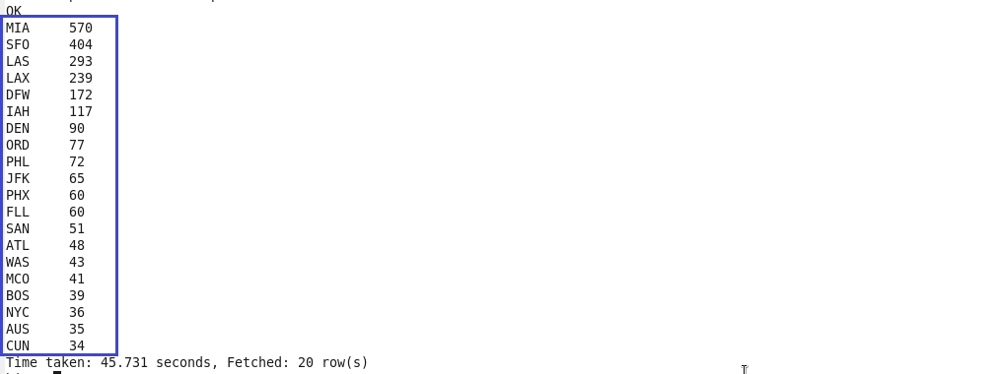 OK
MIA 570
SFO 404
LAS 293
LAX 239
DFW 172
IAH 117
DEN 90
ORD 77
PHL 72
JFK 65
PHX 60
FLL 60
SAN 51
ATL 48
WAS 43
MCO 41
BOS 39
NYC 36
AUS 35
CUN 34
Time taken: 45.731 seconds, Fetched: 20 row(s)